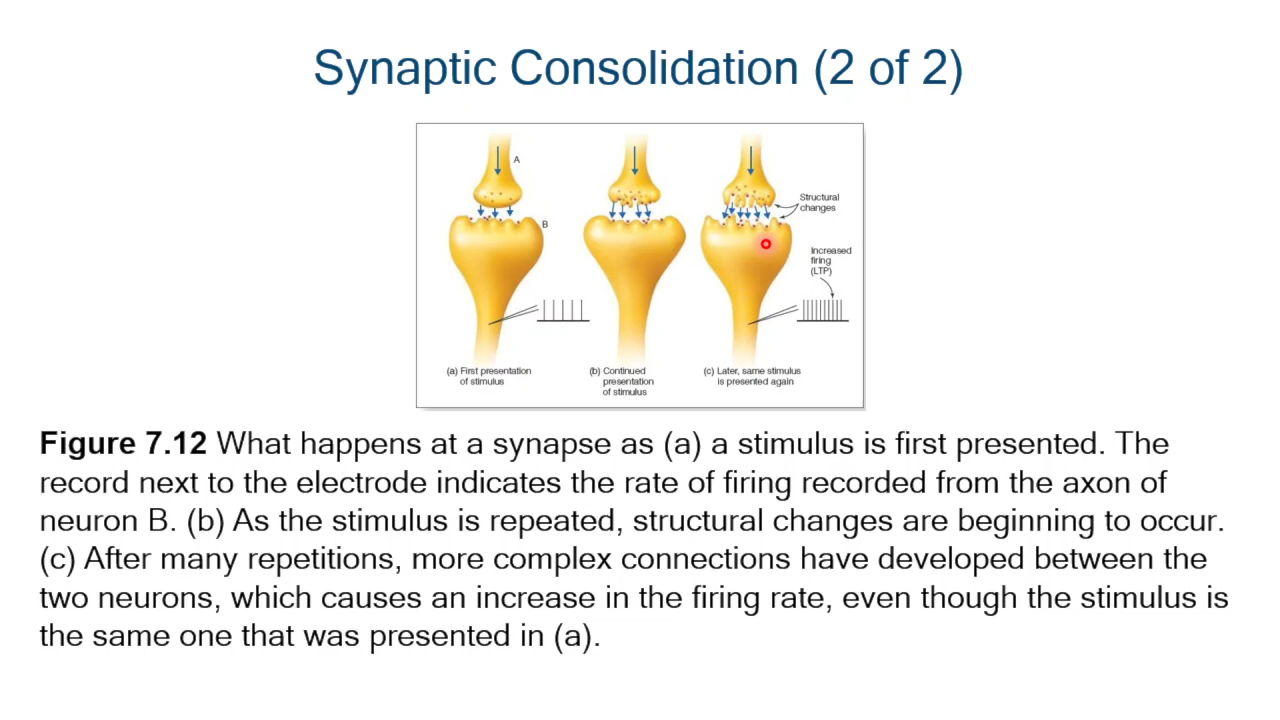 Synaptic Consolidation (2 of 2)
A
B
Structural
changes
Increased
firing
(LTP)
(a) First presentation
of stimulus
(b) Continued
presentation
of stimulus
(c) Later, same stimulus
is presented again
Figure 7.12 What happens at a synapse as (a) a stimulus is first presented. The
record next to the electrode indicates the rate of firing recorded from the axon of
neuron B. (b) As the stimulus is repeated, structural changes are beginning to occur.
(c) After many repetitions, more complex connections have developed between the
two neurons, which causes an increase in the firing rate, even though the stimulus is
the same one that was presented in (a).